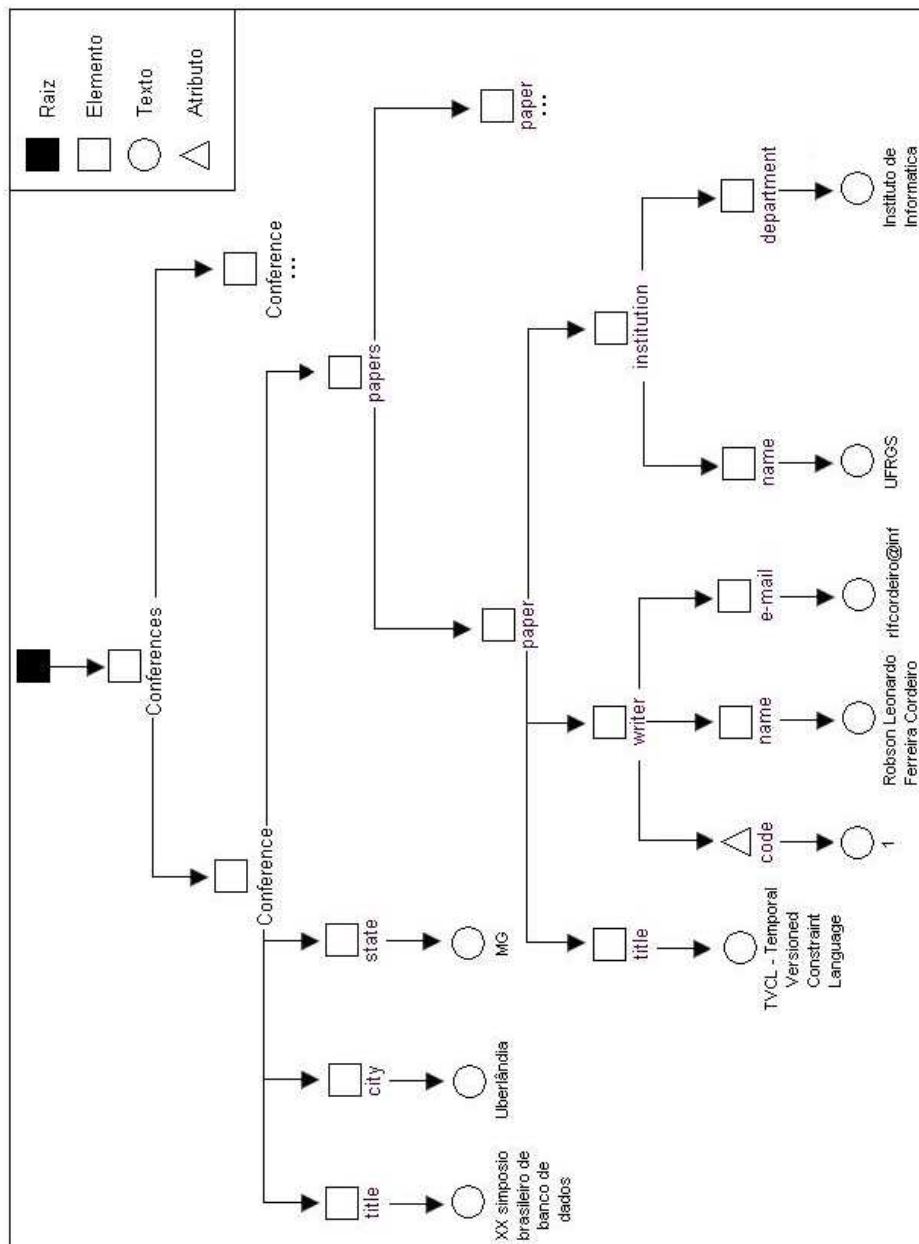 Raiz
Elemento
Texto
Atributo
Conferences
Conference
Conference
...
title
city
state
papers
XX simposio
brasileiro de
banco de
dados
Uberlândia
MG
paper
paper
...
title
writer
institution
TVCL - Temporal
Versioned
Constraint
Language
code
name
e-mail
name
department
1
Robson Leonardo
Ferreira Cordeiro
rlfcordeiro@inf
UFRGS
Instituto de
Informatica